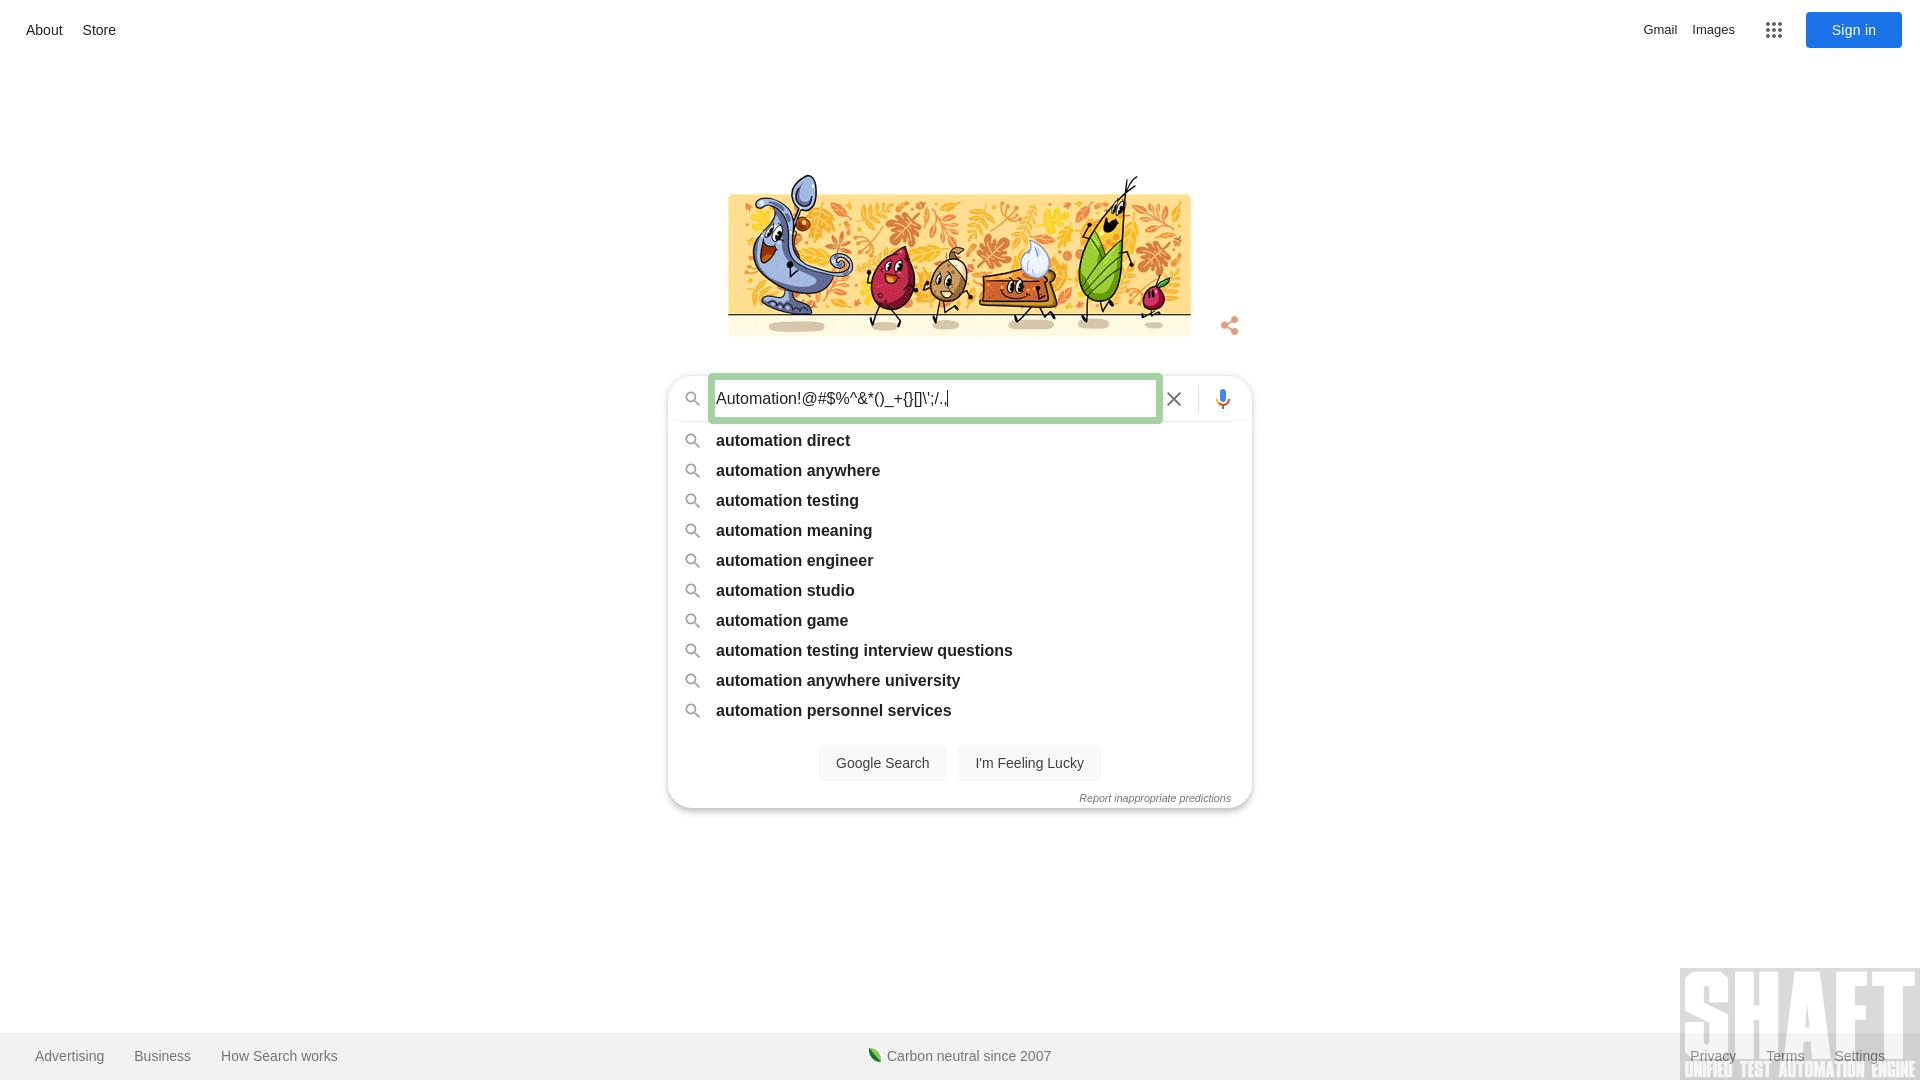 About Store Gmail Images Sign in
Automation!@#$%^&*()_+{}[]\';/.,
automation direct
automation anywhere
automation testing
automation meaning
automation engineer
automation studio
automation game
automation testing interview questions
automation anywhere university
automation personnel services
Google Search I'm Feeling Lucky
Report inappropriate predictions
SHAFT
Advertising Business How Search works Carbon neutral since 2007 Privacy Terms Settings
UNIFIED TEST AUTOMATION ENGINE